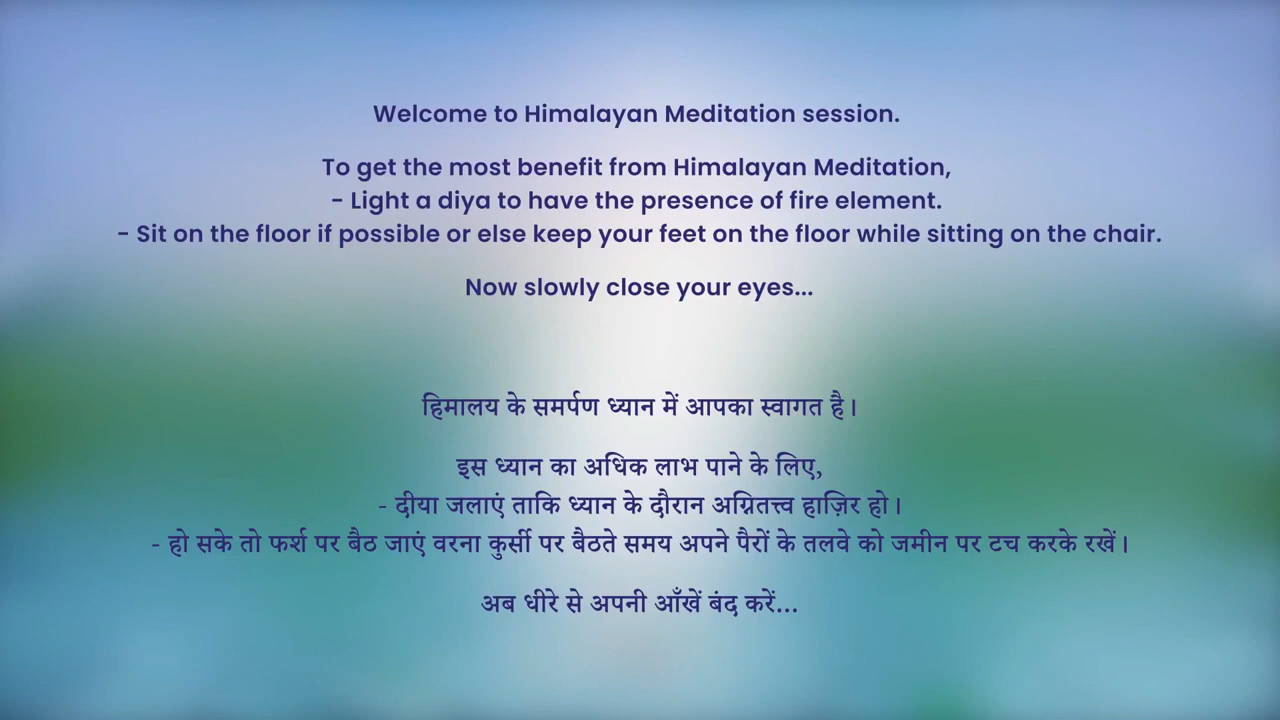 Welcome to Himalayan Meditation session.
To get the most benefit from Himalayan Meditation,
- Light a diya to have the presence of fire element.
- Sit on the floor if possible or else keep your feet on the floor while sitting on the chair.
Now slowly close your eyes...
हिमालय के समर्पण ध्यान में आपका स्वागत है।
इस ध्यान का अधिक लाभ पाने के लिए,
- दीया जलाएं ताकि ध्यान के दौरान अग्नितत्त्व हाज़िर हो।
- हो सके तो फर्श पर बैठ जाएं वरना कुर्सी पर बैठते समय अपने पैरों के तलवे को जमीन पर टच करके रखें।
अब धीरे से अपनी आँखें बंद करें...